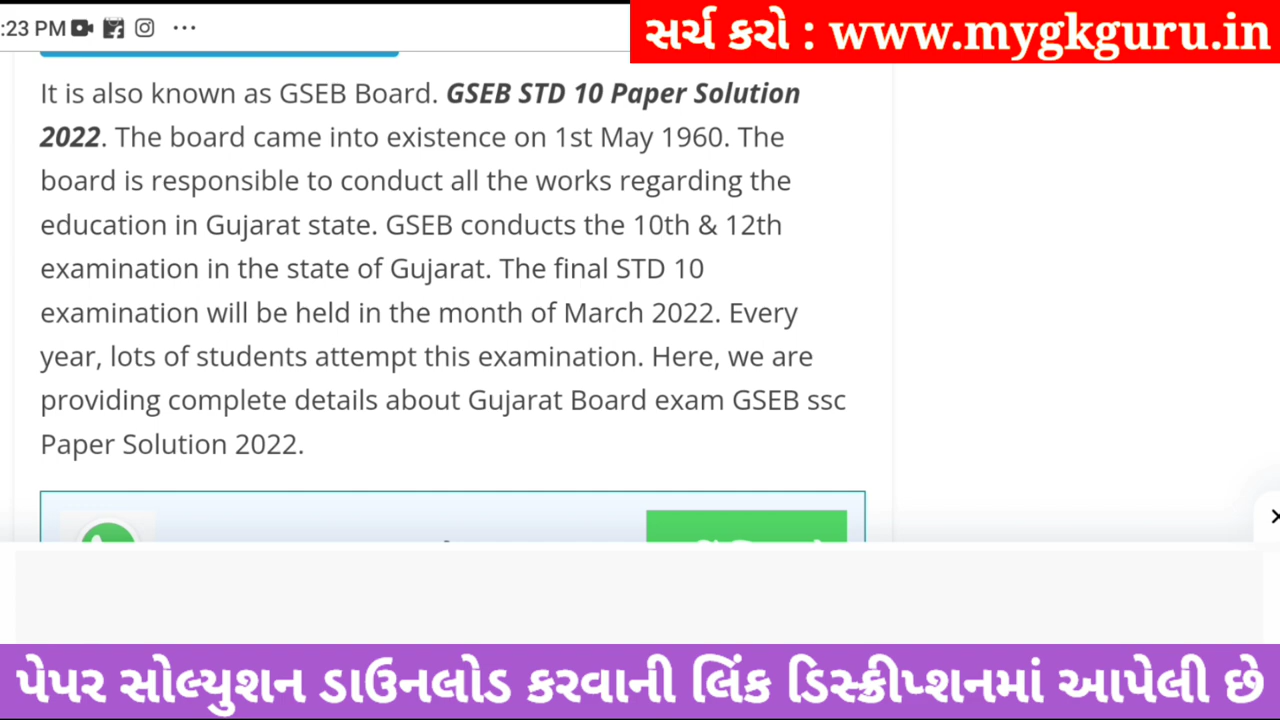 :23 PM
સર્ચ કરો : www.mygkguru.in
It is also known as GSEB Board. GSEB STD 10 Paper Solution
2022. The board came into existence on 1st May 1960. The
board is responsible to conduct all the works regarding the
education in Gujarat state. GSEB conducts the 10th & 12th
examination in the state of Gujarat. The final STD 10
examination will be held in the month of March 2022. Every
year, lots of students attempt this examination. Here, we are
providing complete details about Gujarat Board exam GSEB ssc
Paper Solution 2022.
પેપર સોલ્યુશન ડાઉનલોડ કરવાની લિંક ડિસ્ક્રીપ્શનમાં આપેલી છે